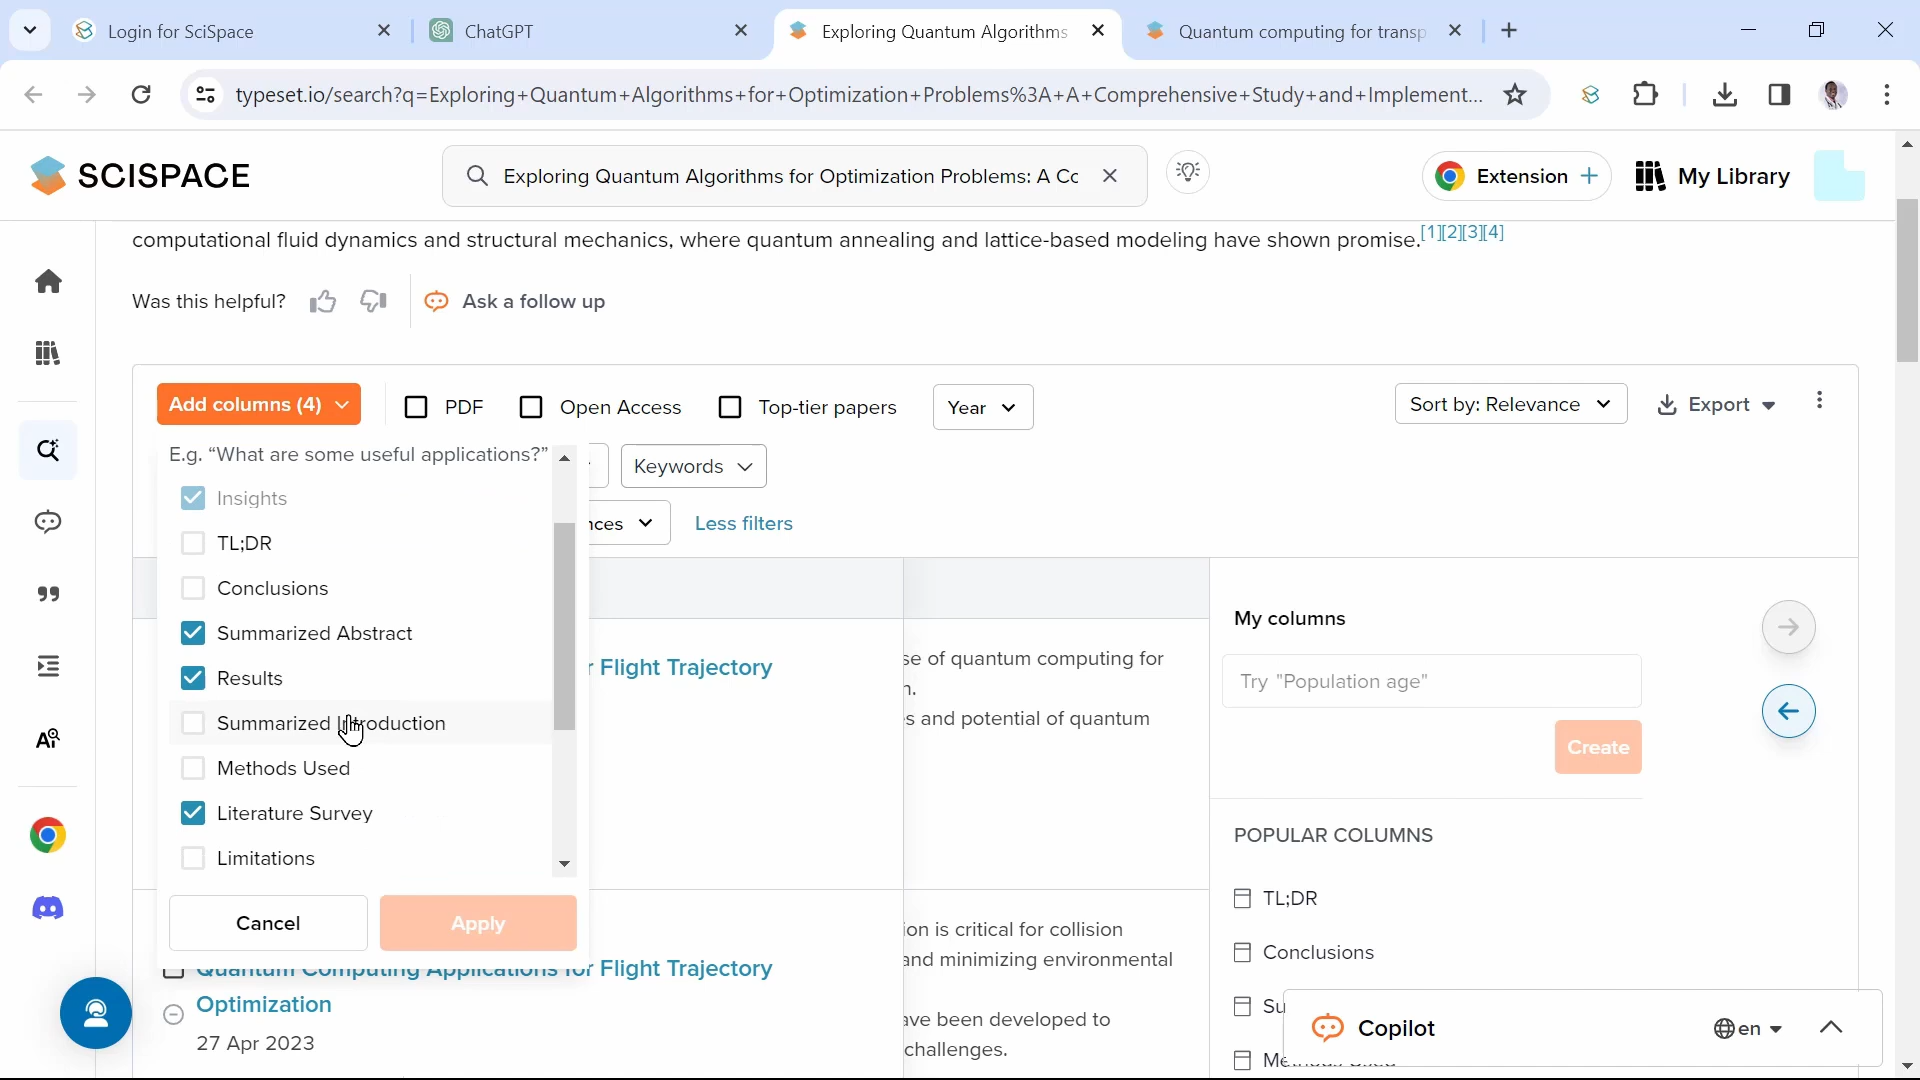 Login for SciSpace
ChatGPT
Exploring Quantum Algorithms
Quantum computing for transp
typeset.io/search?q=Exploring+Quantum+Algorithms+for+Optimization+Problems%3A+A+Comprehensive+Study+and+Implement...
SCISPACE
Exploring Quantum Algorithms for Optimization Problems: A Cc
Extension +
My Library
computational fluid dynamics and structural mechanics, where quantum annealing and lattice-based modeling have shown promise.[1][2][3][4]
Was this helpful?
Ask a follow up
Add columns (4)
PDF
Open Access
Top-tier papers
Year
Sort by: Relevance
Export
E.g. “What are some useful applications?”
Keywords
Insights
nces
Less filters
TL;DR
Conclusions
Summarized Abstract
Results
Summarized Introduction
Methods Used
Literature Survey
Limitations
Cancel
Apply
r Flight Trajectory
se of quantum computing for
n.
s and potential of quantum
My columns
Try "Population age"
Create
POPULAR COLUMNS
TL;DR
Conclusions
Su
Quantum Computing Applications for Flight Trajectory
Optimization
27 Apr 2023
ion is critical for collision
and minimizing environmental
ave been developed to
challenges.
Copilot
en
Methods Used